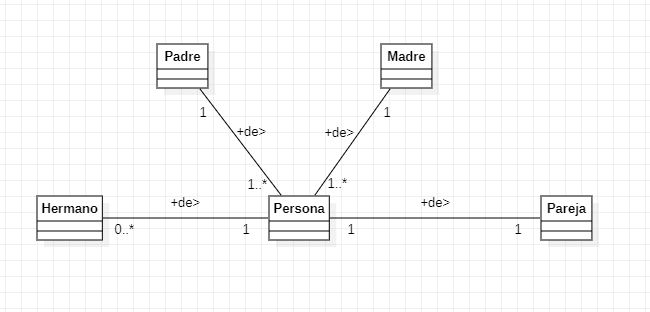 Padre
Madre
1
1
+de>
+de>
1..*
1..*
Hermano
+de>
Persona
+de>
Pareja
0..*
1
1
1